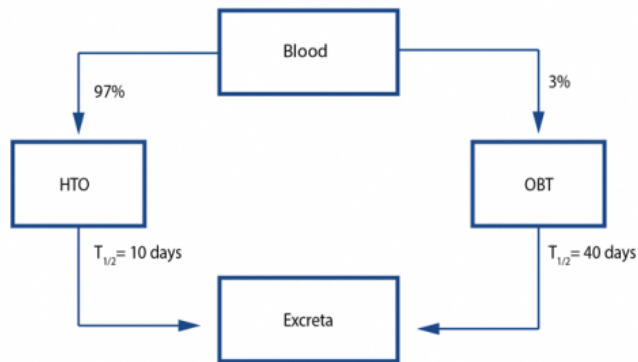 Blood
97%
3%
HTO
OBT
T1/2= 10 days
T1/2= 40 days
Excreta